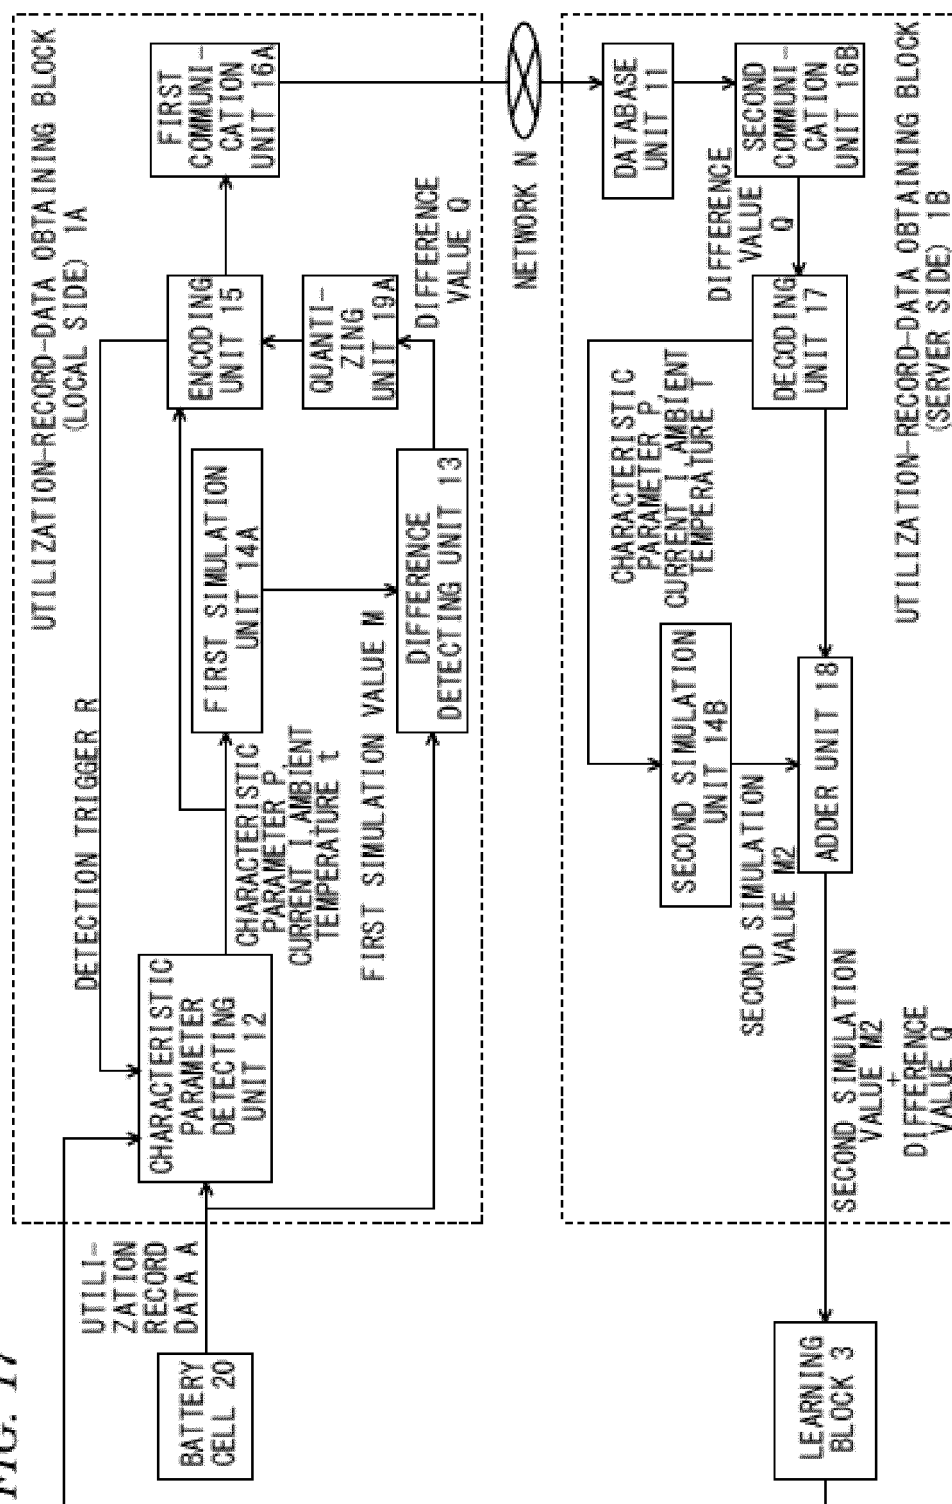 FIG. 17
UTILIZATION-RECORD-DATA OBTAINING BLOCK
(LOCAL SIDE) 1A
DETECTION TRIGGER R
UTILI-
ZATION
RECORD
DATA A
BATTERY
CELL 20
CHARACTERISTIC
PARAMETER
DETECTING
UNIT 12
CHARACTERISTIC
PARAMETER P,
CURRENT I,AMBIENT
TEMPERATURE t
FIRST SIMULATION
UNIT 14A
FIRST SIMULATION VALUE M
DIFFERENCE
DETECTING UNIT 13
ENCODING
UNIT 15
QUANTI-
ZING
UNIT 19A
DIFFERENCE
VALUE Q
FIRST
COMMUNI-
CATION
UNIT 16A
NETWORK N
DATABASE
UNIT 11
SECOND
COMMUNI-
CATION
UNIT 16B
DIFFERENCE
VALUE
Q
DECODING
UNIT 17
UTILIZATION-RECORD-DATA OBTAINING BLOCK
(SERVER SIDE) 1B
CHARACTERISTIC
PARAMETER P,
CURRENT I,AMBIENT
TEMPERATURE T
SECOND SIMULATION
UNIT 14B
SECOND SIMULATION
VALUE M2
ADDER UNIT 18
SECOND SIMULATION
VALUE M2
+
DIFFERENCE
VALUE Q
LEARNING
BLOCK 3